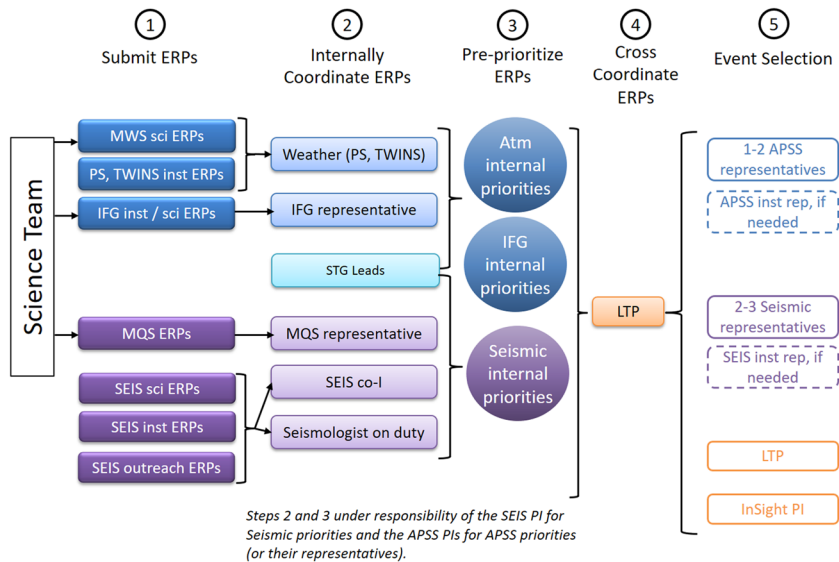 1
Submit ERPs
2
Internally
Coordinate ERPs
3
Pre-prioritize
ERPs
4
Cross
Coordinate
ERPs
5
Event Selection
Science Team
MWS sci ERPs
PS, TWINS inst ERPs
IFG inst / sci ERPs
MQS ERPs
SEIS sci ERPs
SEIS inst ERPs
SEIS outreach ERPs
Weather (PS, TWINS)
IFG representative
STG Leads
MQS representative
SEIS co-I
Seismologist on duty
Atm
internal
priorities
IFG
internal
priorities
Seismic
internal
priorities
LTP
1-2 APSS
representatives
APSS inst rep, if
needed
2-3 Seismic
representatives
SEIS inst rep, if
needed
LTP
InSight PI
Steps 2 and 3 under responsibility of the SEIS PI for
Seismic priorities and the APSS PIs for APSS priorities
(or their representatives).